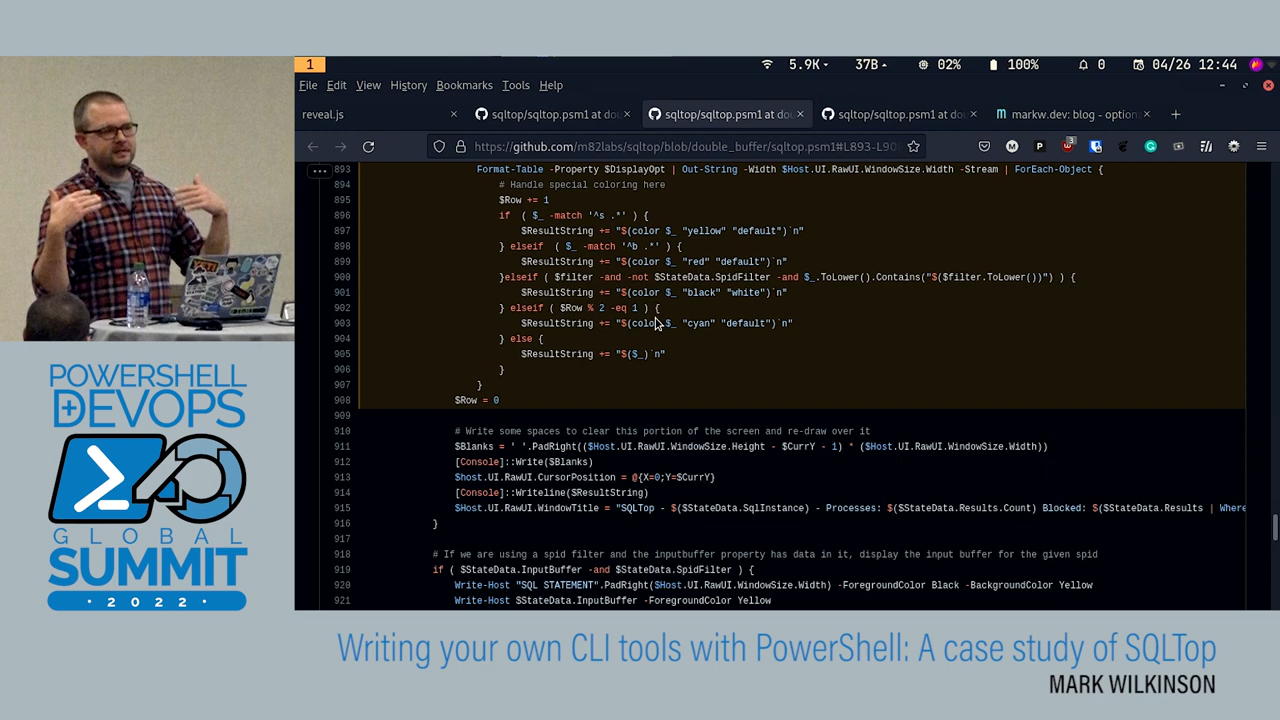 1 5.9K 37B 02% 100% 0 04/26 12:44
File Edit View History Bookmarks Tools Help
reveal.js × sqltop/sqltop.psm1 at dou × sqltop/sqltop.psm1 at dou × sqltop/sqltop.psm1 at dou × markw.dev: blog - option × +
https://github.com/m82labs/sqltop/blob/double_buffer/sqltop.psm1#L893-L90
893 Format-Table -Property $DisplayOpt | Out-String -Width $Host.UI.RawUI.WindowSize.Width -Stream | ForEach-Object {
894 # Handle special coloring here
895 $Row += 1
896 if ( $_ -match '^s .*' ) {
897 $ResultString += "$(color $_ "yellow" "default")`n"
898 } elseif ( $_ -match '^b .*' ) {
899 $ResultString += "$(color $_ "red" "default")`n"
900 }elseif ( $filter -and -not $StateData.SpidFilter -and $_.ToLower().Contains("$($filter.ToLower())") ) {
901 $ResultString += "$(color $_ "black" "white")`n"
902 } elseif ( $Row % 2 -eq 1 ) {
903 $ResultString += "$(color $_ "cyan" "default")`n"
904 } else {
905 $ResultString += "$($_)`n"
906 }
907 }
908 $Row = 0
909
910 # Write some spaces to clear this portion of the screen and re-draw over it
911 $Blanks = ' '.PadRight(($Host.UI.RawUI.WindowSize.Height - $CurrY - 1) * ($Host.UI.RawUI.WindowSize.Width))
912 [Console]::Write($Blanks)
913 $host.UI.RawUI.CursorPosition = @{X=0;Y=$CurrY}
914 [Console]::Writeline($ResultString)
915 $Host.UI.RawUI.WindowTitle = "SQLTop - $($StateData.SqlInstance) - Processes: $($StateData.Results.Count) Blocked: $($StateData.Results | Where
916 }
917
918 # If we are using a spid filter and the inputbuffer property has data in it, display the input buffer for the given spid
919 if ( $StateData.InputBuffer -and $StateData.SpidFilter ) {
920 Write-Host "SQL STATEMENT".PadRight($Host.UI.RawUI.WindowSize.Width) -ForegroundColor Black -BackgroundColor Yellow
921 Write-Host $StateData.InputBuffer -ForegroundColor Yellow
YETI
POWERSHELL
DEVOPS
GLOBAL
SUMMIT
· 2 0 2 2 ·
Writing your own CLI tools with PowerShell: A case study of SQLTop
MARK WILKINSON